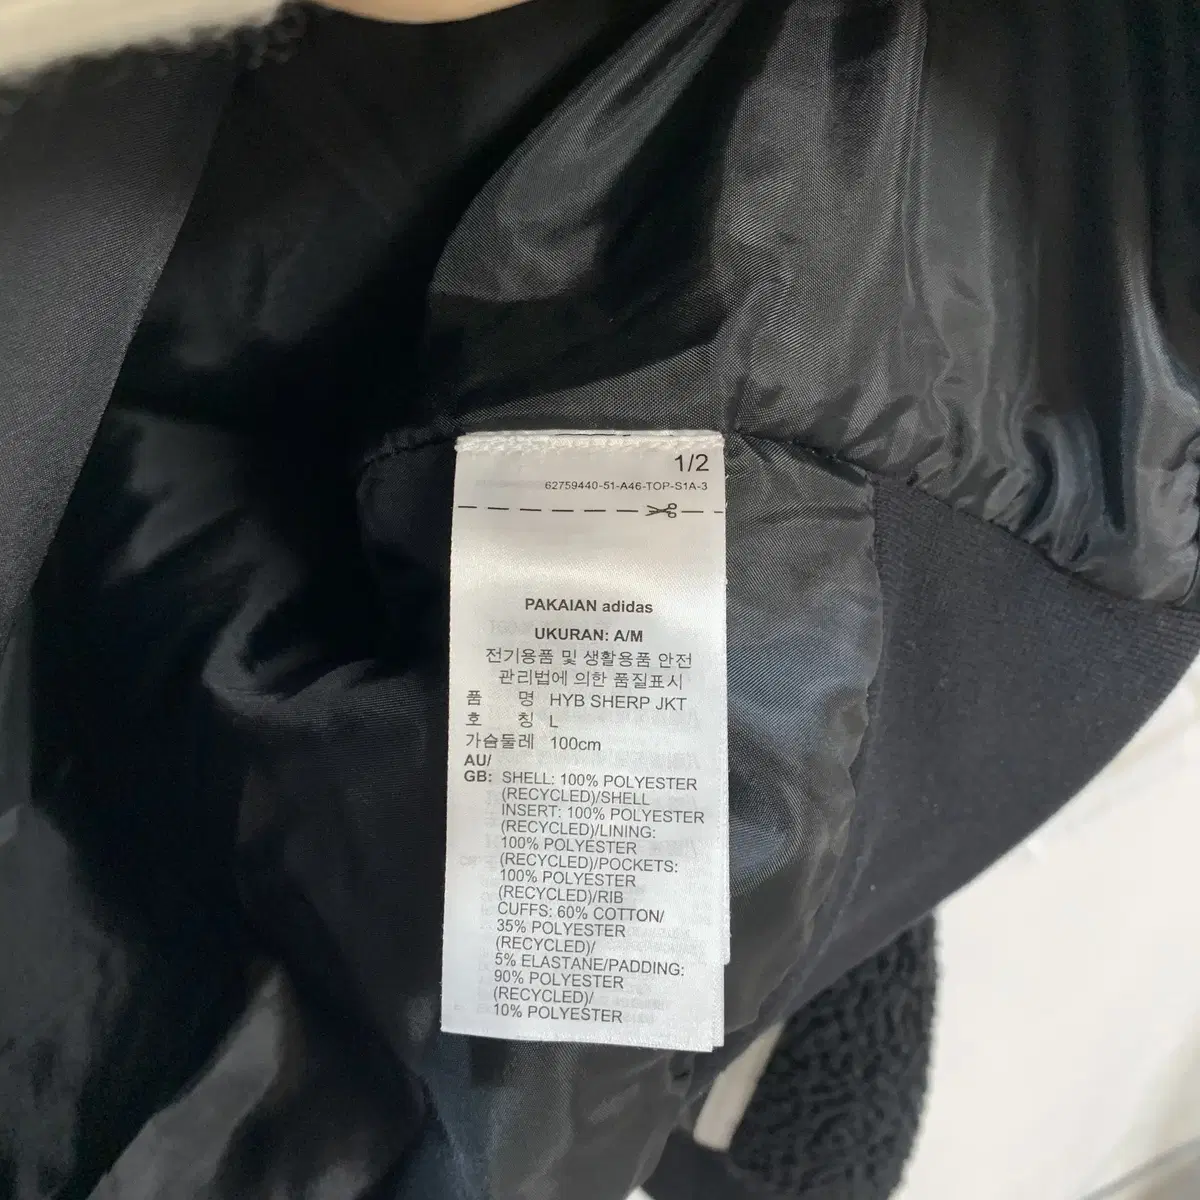 1/2
62759440-51-A46-TOP-S1A-3
PAKAIAN adidas
UKURAN: A/M
전기용품 및 생활용품 안전
관리법에 의한 품질표시
품 명 HYB SHERP JKT
호 칭 L
가슴둘레 100cm
AU/
GB: SHELL: 100% POLYESTER
(RECYCLED)/SHELL
INSERT: 100% POLYESTER
(RECYCLED)/LINING:
100% POLYESTER
(RECYCLED)/POCKETS:
100% POLYESTER
(RECYCLED)/RIB
CUFFS: 60% COTTON/
35% POLYESTER
(RECYCLED)/
5% ELASTANE/PADDING:
90% POLYESTER
(RECYCLED)/
10% POLYESTER